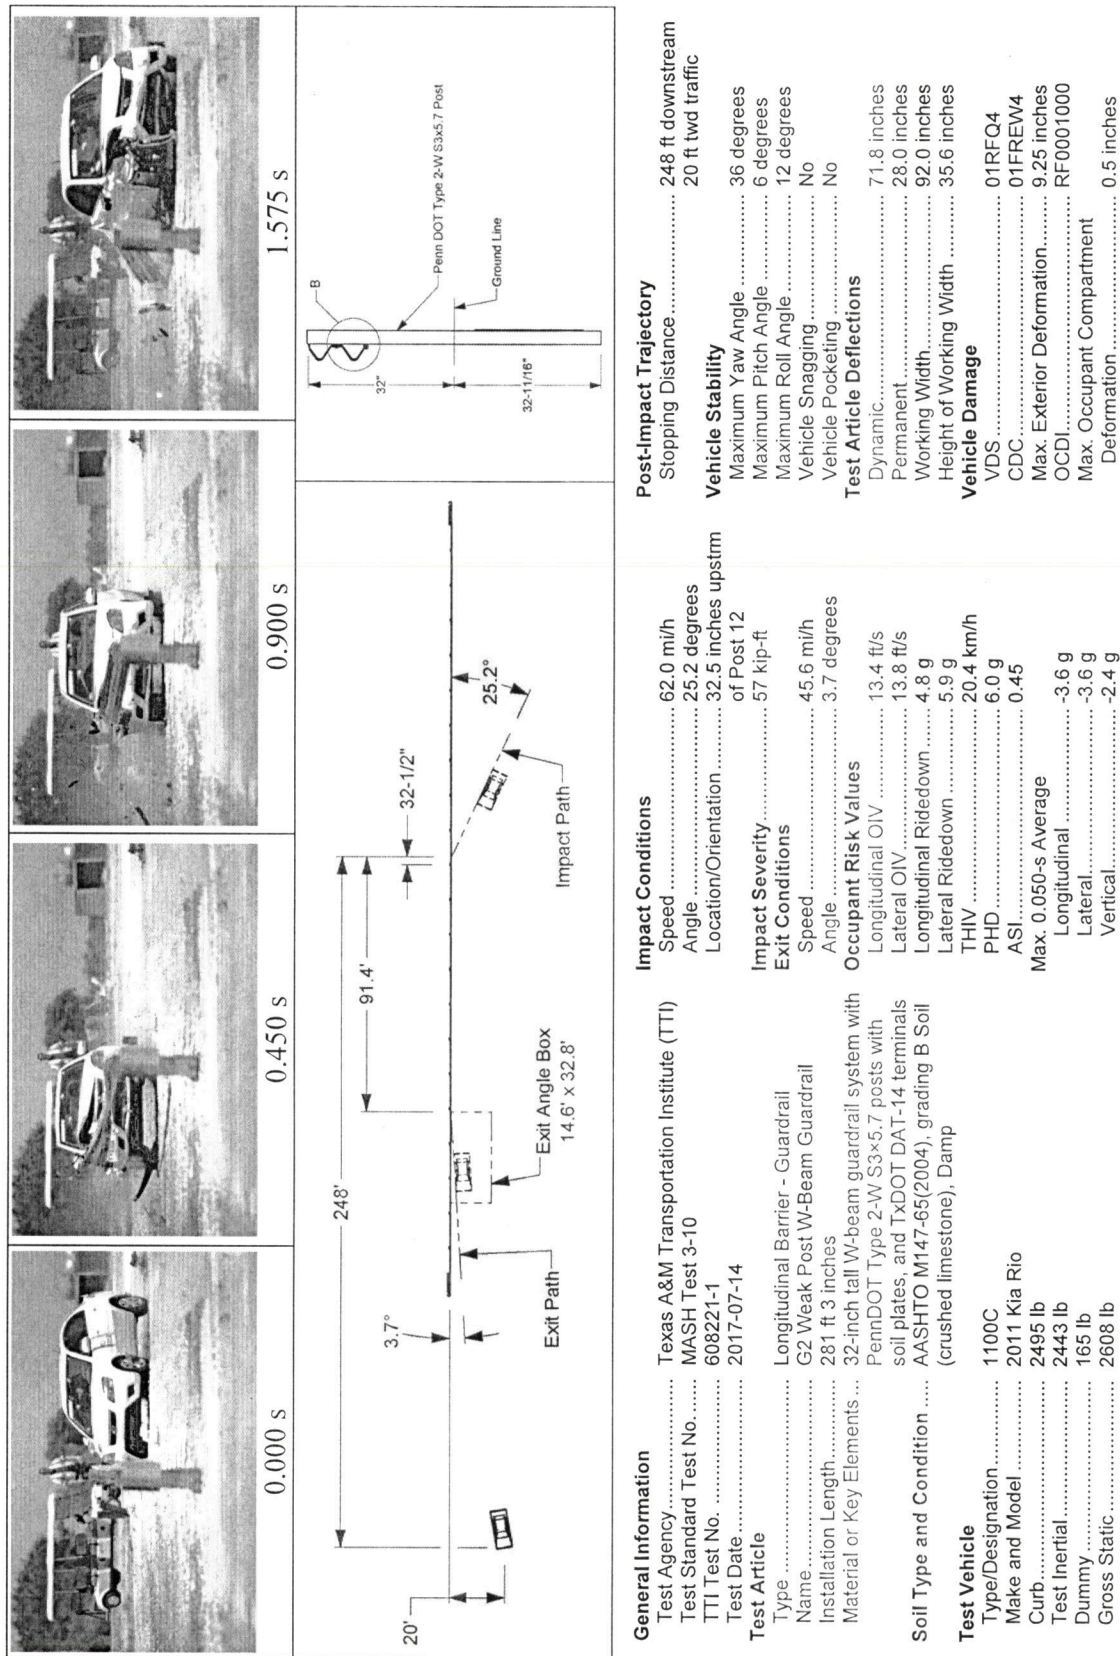 0.000 s
0.450 s
0.900 s
1.575 s
20'
248'
3.7°
Exit Path
91.4'
Exit Angle Box
14.6' x 32.8'
32-1/2"
Impact Path
25.2°
B
32"
32-11/16"
Penn DOT Type 2-W S3x5.7 Post
Ground Line
General Information
Test Agency.......................... Texas A&M Transportation Institute (TTI)
Test Standard Test No........ MASH Test 3-10
TTI Test No. ....................... 608221-1
Test Date............................. 2017-07-14
Test Article
Type .................................... Longitudinal Barrier - Guardrail
Name................................... G2 Weak Post W-Beam Guardrail
Installation Length............... 281 ft 3 inches
Material or Key Elements ... 32-inch tall W-beam guardrail system with
PennDOT Type 2-W S3×5.7 posts with
soil plates, and TxDOT DAT-14 terminals
Soil Type and Condition ..... AASHTO M147-65(2004), grading B Soil
(crushed limestone), Damp
Test Vehicle
Type/Designation................ 1100C
Make and Model ................. 2011 Kia Rio
Curb..................................... 2495 lb
Test Inertial.......................... 2443 lb
Dummy................................ 165 lb
Gross Static........................ 2608 lb
Impact Conditions
Speed ................................ 62.0 mi/h
Angle ................................. 25.2 degrees
Location/Orientation .......... 32.5 inches upstrm
of Post 12
Impact Severity................... 57 kip-ft
Exit Conditions
Speed ................................ 45.6 mi/h
Angle ................................. 3.7 degrees
Occupant Risk Values
Longitudinal OIV ................ 13.4 ft/s
Lateral OIV......................... 13.8 ft/s
Longitudinal Ridedown....... 4.8 g
Lateral Ridedown ............... 5.9 g
THIV ................................... 20.4 km/h
PHD.................................... 6.0 g
ASI...................................... 0.45
Max. 0.050-s Average
Longitudinal ..................... -3.6 g
Lateral.............................. -3.6 g
Vertical............................. -2.4 g
Post-Impact Trajectory
Stopping Distance...................... 248 ft downstream
20 ft twd traffic
Vehicle Stability
Maximum Yaw Angle ................. 36 degrees
Maximum Pitch Angle ................ 6 degrees
Maximum Roll Angle .................. 12 degrees
Vehicle Snagging....................... No
Vehicle Pocketing ...................... No
Test Article Deflections
Dynamic..................................... 71.8 inches
Permanent................................. 28.0 inches
Working Width............................ 92.0 inches
Height of Working Width ............ 35.6 inches
Vehicle Damage
VDS ........................................... 01RFQ4
CDC........................................... 01FREW4
Max. Exterior Deformation.......... 9.25 inches
OCDI.......................................... RF0001000
Max. Occupant Compartment
Deformation............................ 0.5 inches